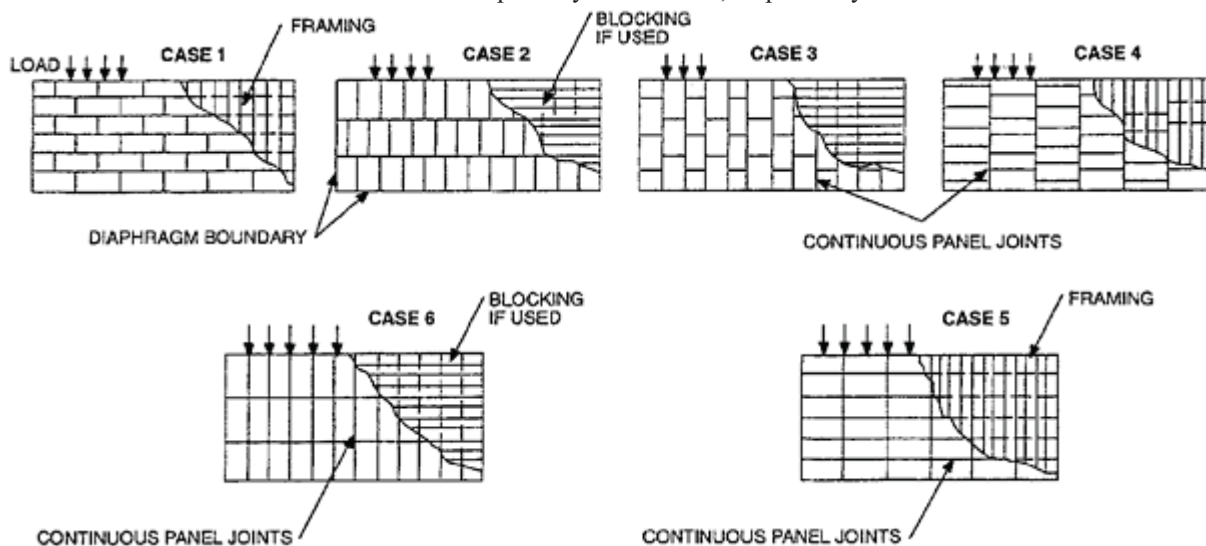 FRAMING
BLOCKING
IF USED
LOAD
CASE 1
CASE 2
CASE 3
CASE 4
DIAPHRAGM BOUNDARY
CONTINUOUS PANEL JOINTS
BLOCKING
IF USED
CASE 6
FRAMING
CASE 5
CONTINUOUS PANEL JOINTS
CONTINUOUS PANEL JOINTS